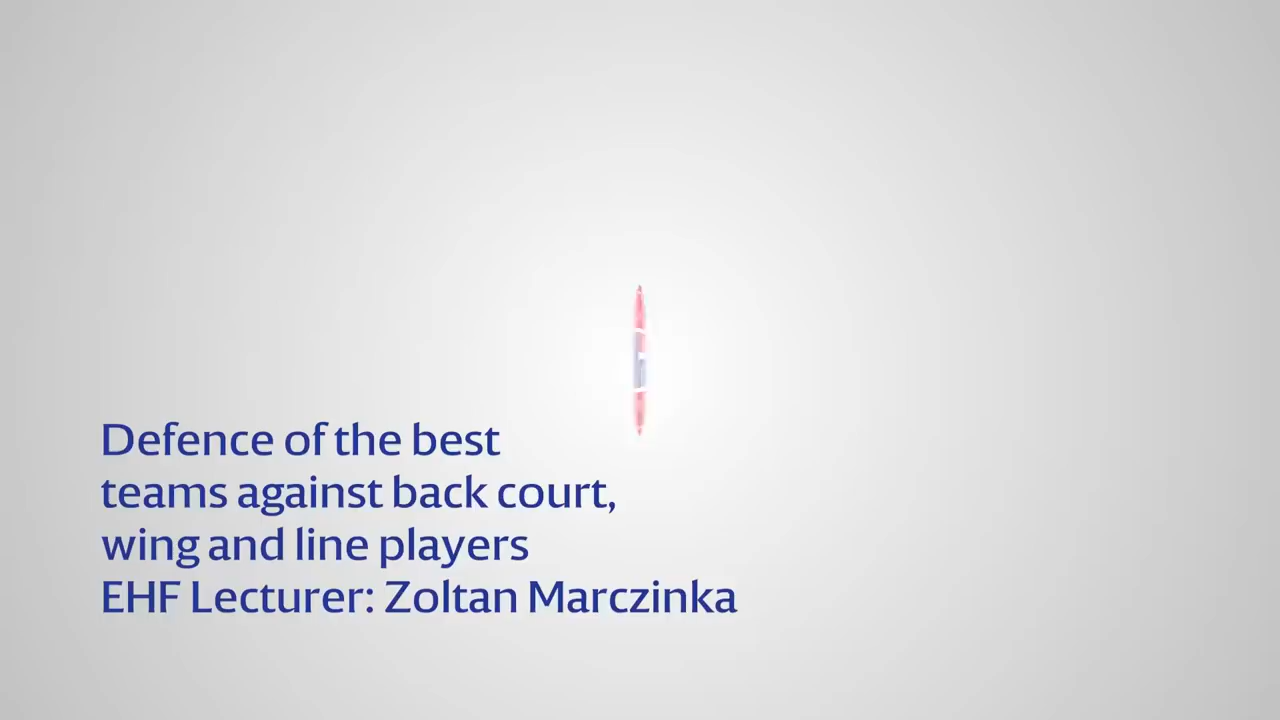 Defence of the best
teams against back court,
wing and line players
EHF Lecturer: Zoltan Marczinka